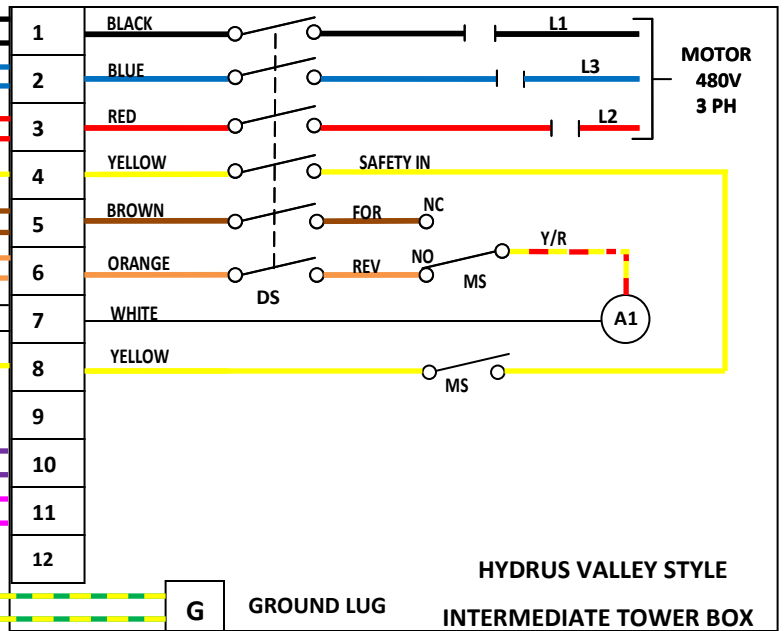 1 BLACK L1
2 BLUE L3
3 RED L2
MOTOR
480V
3 PH
4 YELLOW SAFETY IN
5 BROWN FOR NC
6 ORANGE DS REV NO MS Y/R
7 WHITE A1
8 YELLOW MS
9
10
11
12
G GROUND LUG
HYDRUS VALLEY STYLE
INTERMEDIATE TOWER BOX